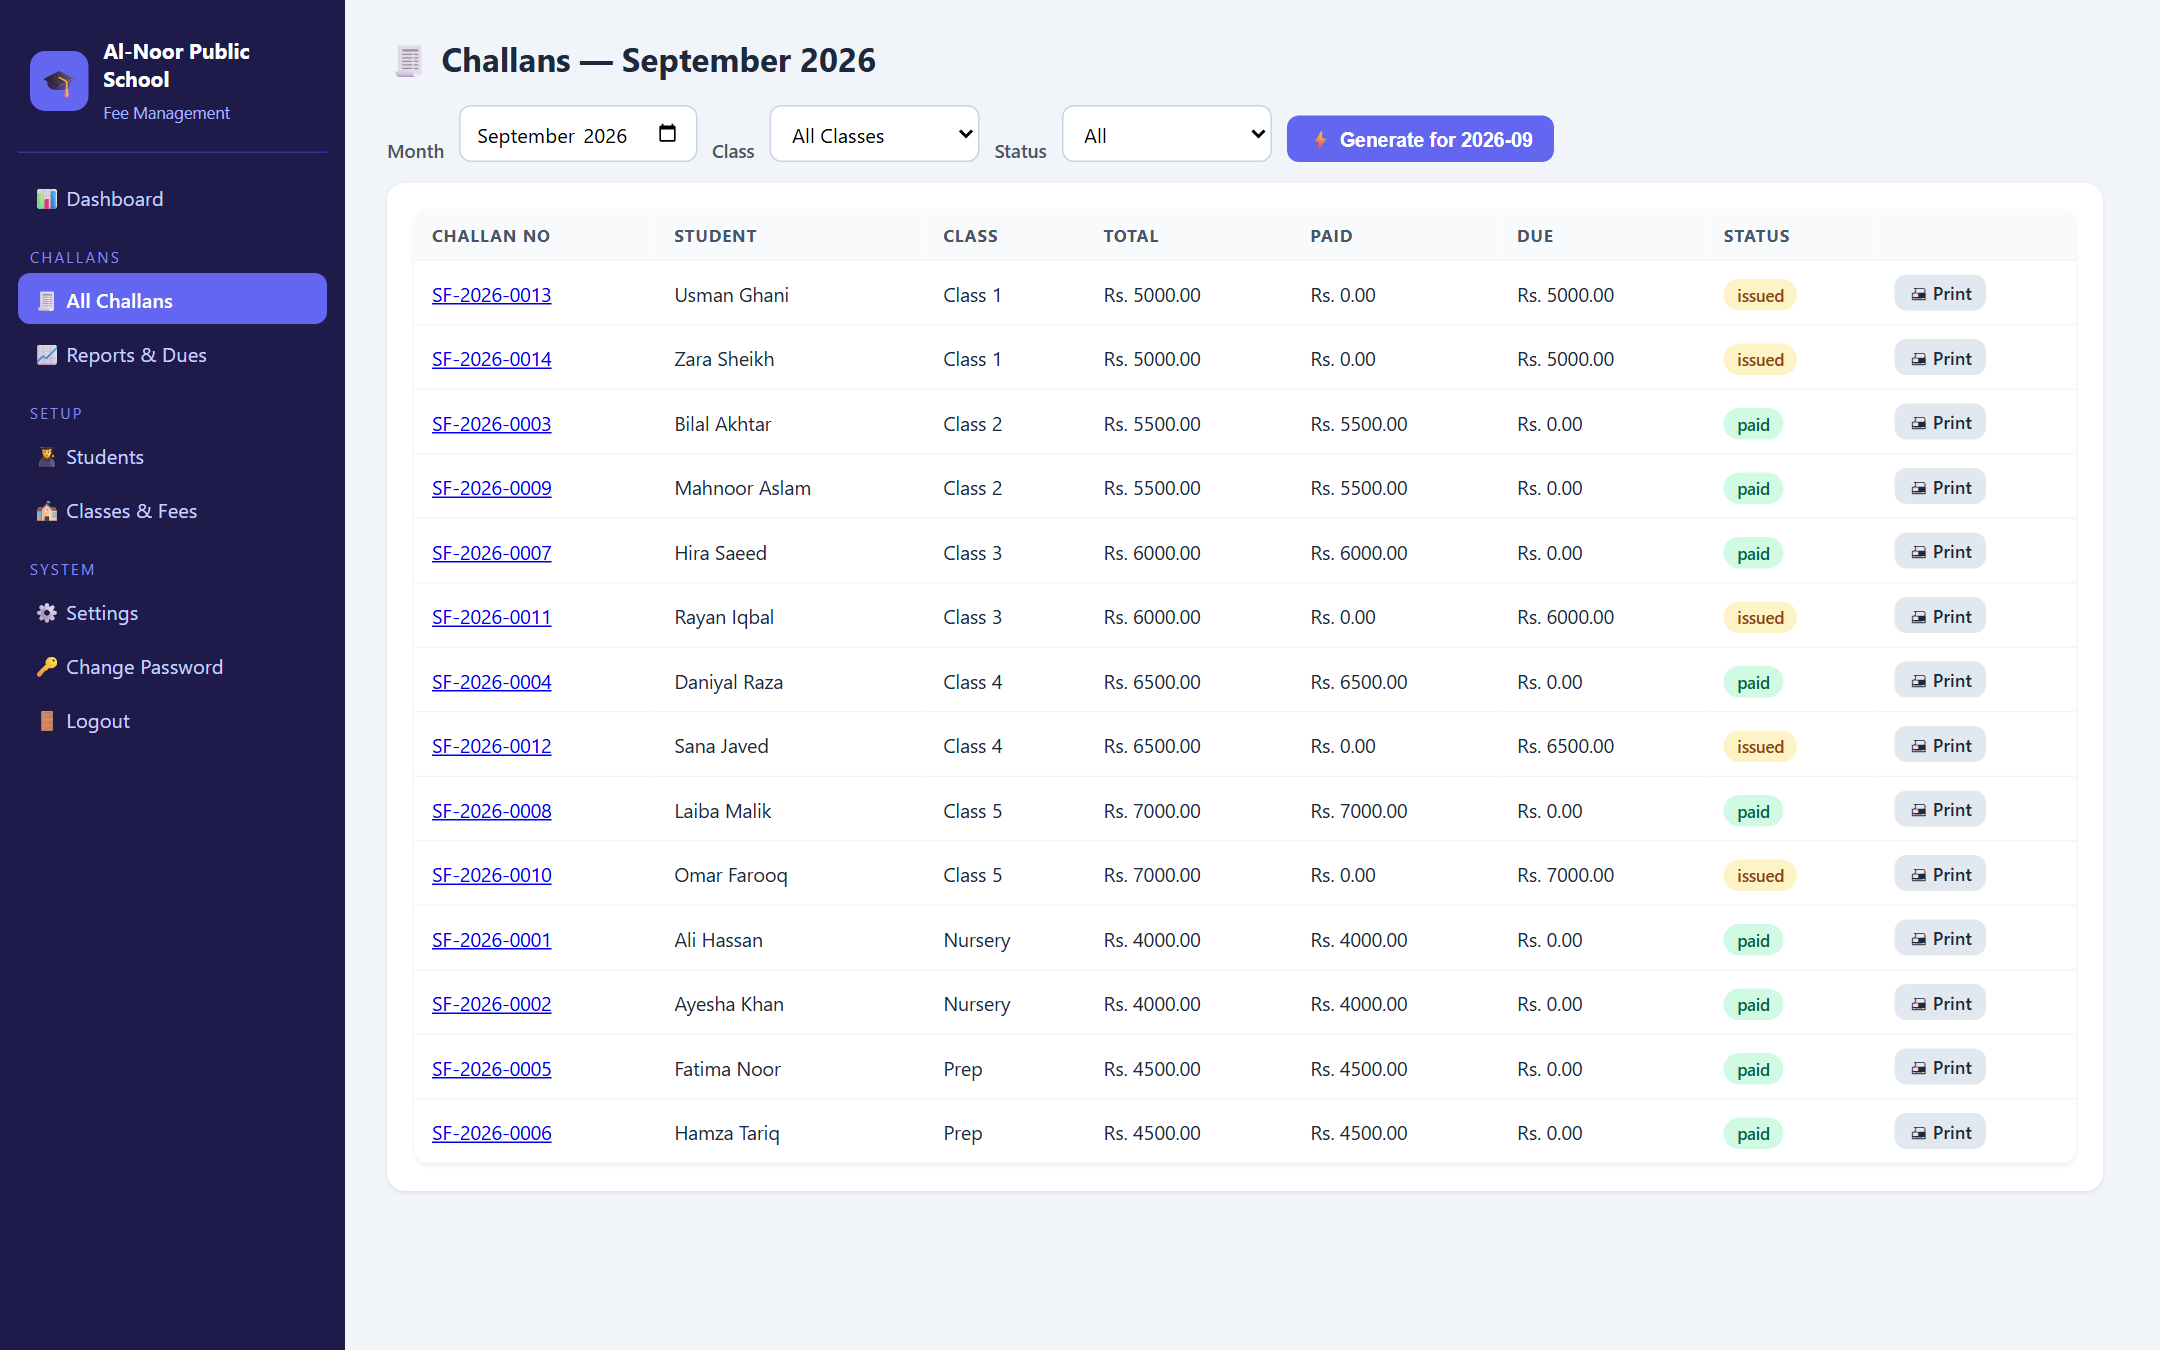 Al-Noor Public
School
Fee Management
Dashboard
CHALLANS
All Challans
Reports & Dues
SETUP
Students
Classes & Fees
SYSTEM
Settings
Change Password
Logout
Challans — September 2026
Month September 2026 Class All Classes Status All Generate for 2026-09
CHALLAN NO STUDENT CLASS TOTAL PAID DUE STATUS
SF-2026-0013 Usman Ghani Class 1 Rs. 5000.00 Rs. 0.00 Rs. 5000.00 issued Print
SF-2026-0014 Zara Sheikh Class 1 Rs. 5000.00 Rs. 0.00 Rs. 5000.00 issued Print
SF-2026-0003 Bilal Akhtar Class 2 Rs. 5500.00 Rs. 5500.00 Rs. 0.00 paid Print
SF-2026-0009 Mahnoor Aslam Class 2 Rs. 5500.00 Rs. 5500.00 Rs. 0.00 paid Print
SF-2026-0007 Hira Saeed Class 3 Rs. 6000.00 Rs. 6000.00 Rs. 0.00 paid Print
SF-2026-0011 Rayan Iqbal Class 3 Rs. 6000.00 Rs. 0.00 Rs. 6000.00 issued Print
SF-2026-0004 Daniyal Raza Class 4 Rs. 6500.00 Rs. 6500.00 Rs. 0.00 paid Print
SF-2026-0012 Sana Javed Class 4 Rs. 6500.00 Rs. 0.00 Rs. 6500.00 issued Print
SF-2026-0008 Laiba Malik Class 5 Rs. 7000.00 Rs. 7000.00 Rs. 0.00 paid Print
SF-2026-0010 Omar Farooq Class 5 Rs. 7000.00 Rs. 0.00 Rs. 7000.00 issued Print
SF-2026-0001 Ali Hassan Nursery Rs. 4000.00 Rs. 4000.00 Rs. 0.00 paid Print
SF-2026-0002 Ayesha Khan Nursery Rs. 4000.00 Rs. 4000.00 Rs. 0.00 paid Print
SF-2026-0005 Fatima Noor Prep Rs. 4500.00 Rs. 4500.00 Rs. 0.00 paid Print
SF-2026-0006 Hamza Tariq Prep Rs. 4500.00 Rs. 4500.00 Rs. 0.00 paid Print